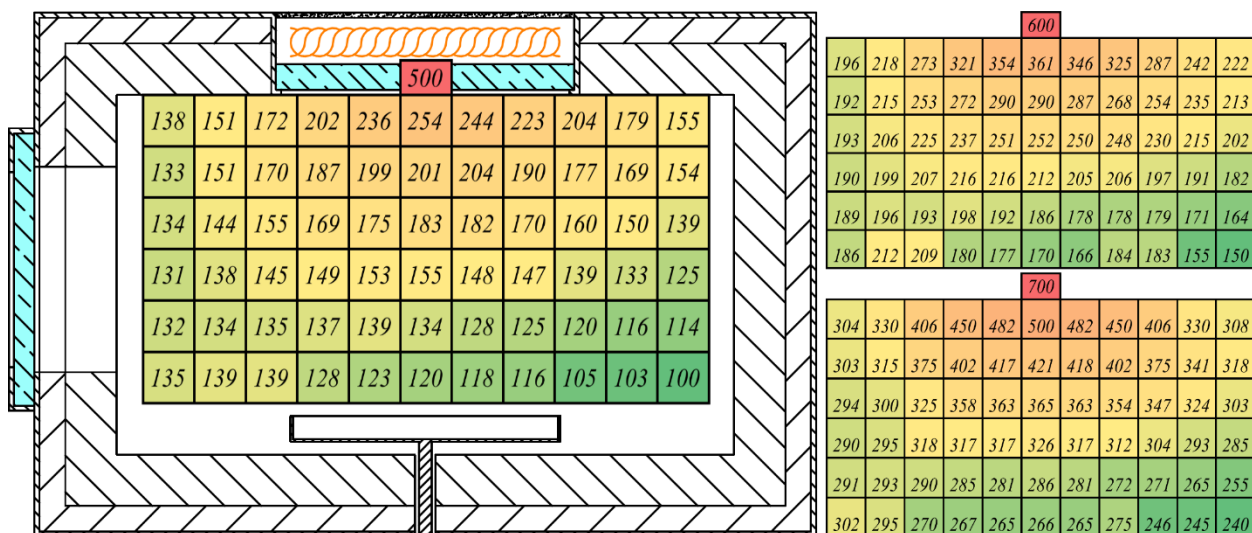 500
138 151 172 202 236 254 244 223 204 179 155
133 151 170 187 199 201 204 190 177 169 154
134 144 155 169 175 183 182 170 160 150 139
131 138 145 149 153 155 148 147 139 133 125
132 134 135 137 139 134 128 125 120 116 114
135 139 139 128 123 120 118 116 105 103 100
600
196 218 273 321 354 361 346 325 287 242 222
192 215 253 272 290 290 287 268 254 235 213
193 206 225 237 251 252 250 248 230 215 202
190 199 207 216 216 212 205 206 197 191 182
189 196 193 198 192 186 178 178 179 171 164
186 212 209 180 177 170 166 184 183 155 150
700
304 330 406 450 482 500 482 450 406 330 308
303 315 375 402 417 421 418 402 375 341 318
294 300 325 358 363 365 363 354 347 324 303
290 295 318 317 317 326 317 312 304 293 285
291 293 290 285 281 286 281 272 271 265 255
302 295 270 267 265 266 265 275 246 245 240